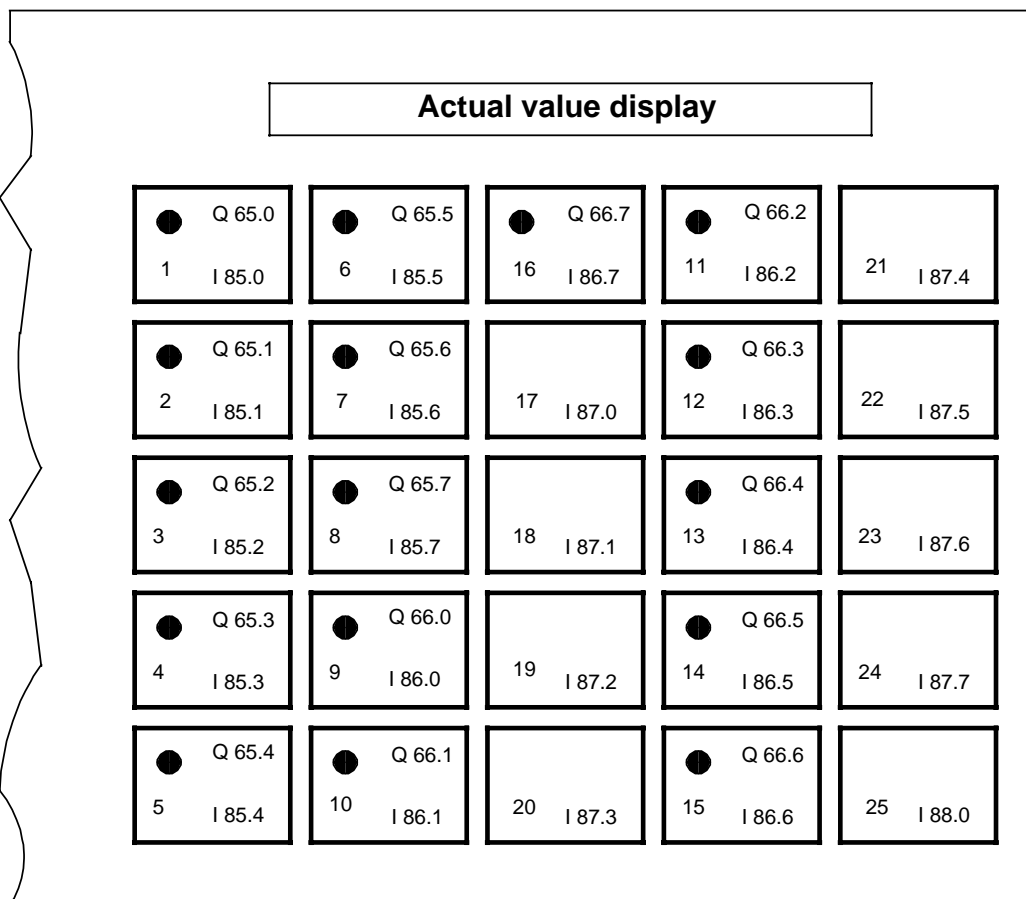 Actual value display
Q 65.0
1 I 85.0
Q 65.5
6 I 85.5
Q 66.7
16 I 86.7
Q 66.2
11 I 86.2
21 I 87.4
Q 65.1
2 I 85.1
Q 65.6
7 I 85.6
17 I 87.0
Q 66.3
12 I 86.3
22 I 87.5
Q 65.2
3 I 85.2
Q 65.7
8 I 85.7
18 I 87.1
Q 66.4
13 I 86.4
23 I 87.6
Q 65.3
4 I 85.3
Q 66.0
9 I 86.0
19 I 87.2
Q 66.5
14 I 86.5
24 I 87.7
Q 65.4
5 I 85.4
Q 66.1
10 I 86.1
20 I 87.3
Q 66.6
15 I 86.6
25 I 88.0